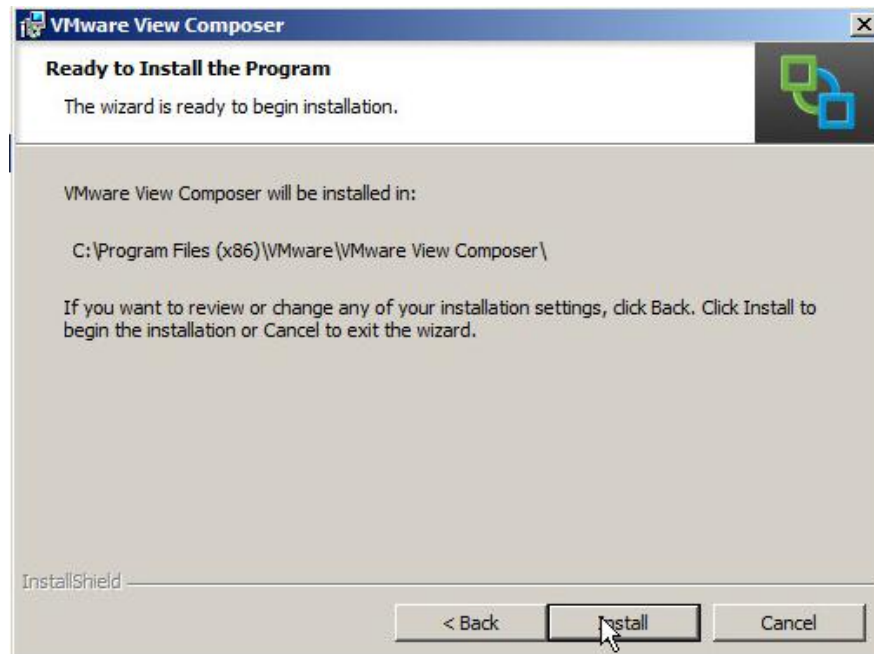 VMware View Composer
Ready to Install the Program
The wizard is ready to begin installation.
VMware View Composer will be installed in:
C:\Program Files (x86)\VMware\VMware View Composer\
If you want to review or change any of your installation settings, click Back. Click Install to
begin the installation or Cancel to exit the wizard.
InstallShield
< Back Install Cancel